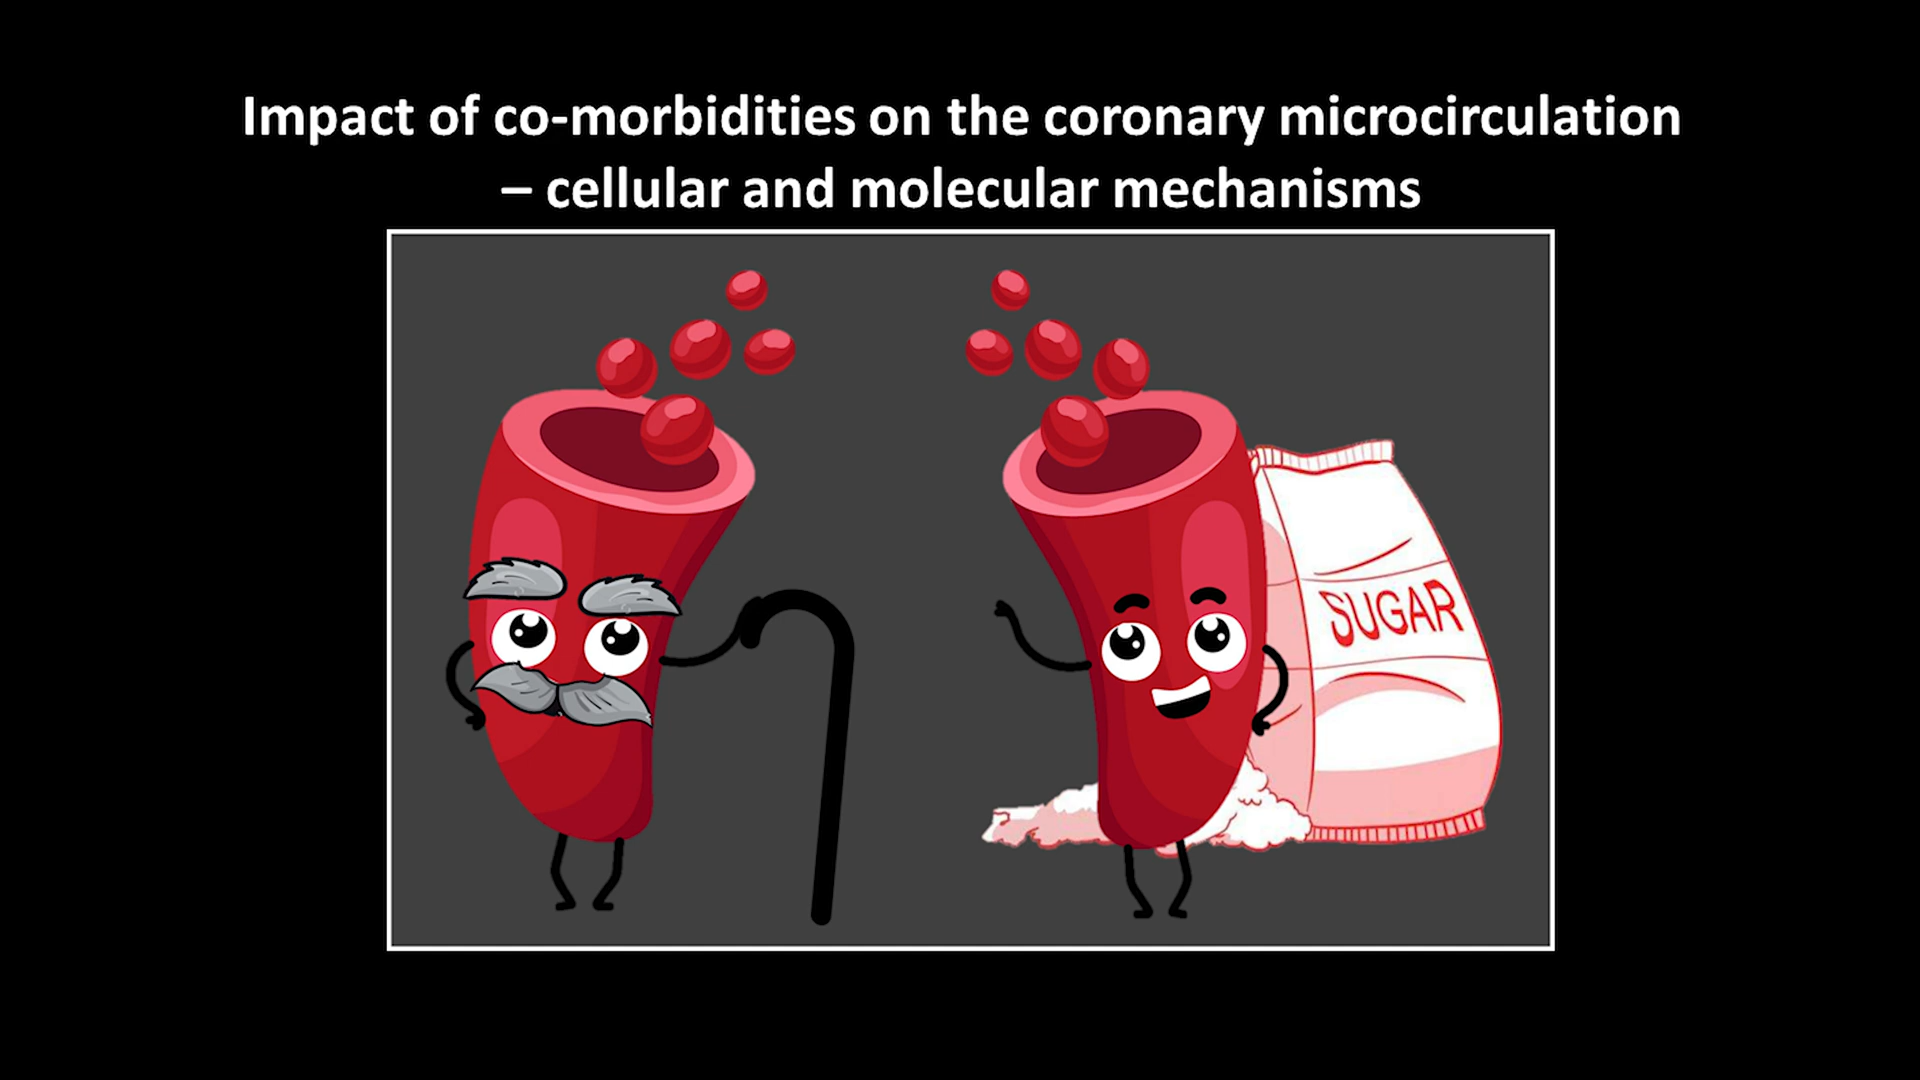 Impact of co-morbidities on the coronary microcirculation
– cellular and molecular mechanisms
SUGAR